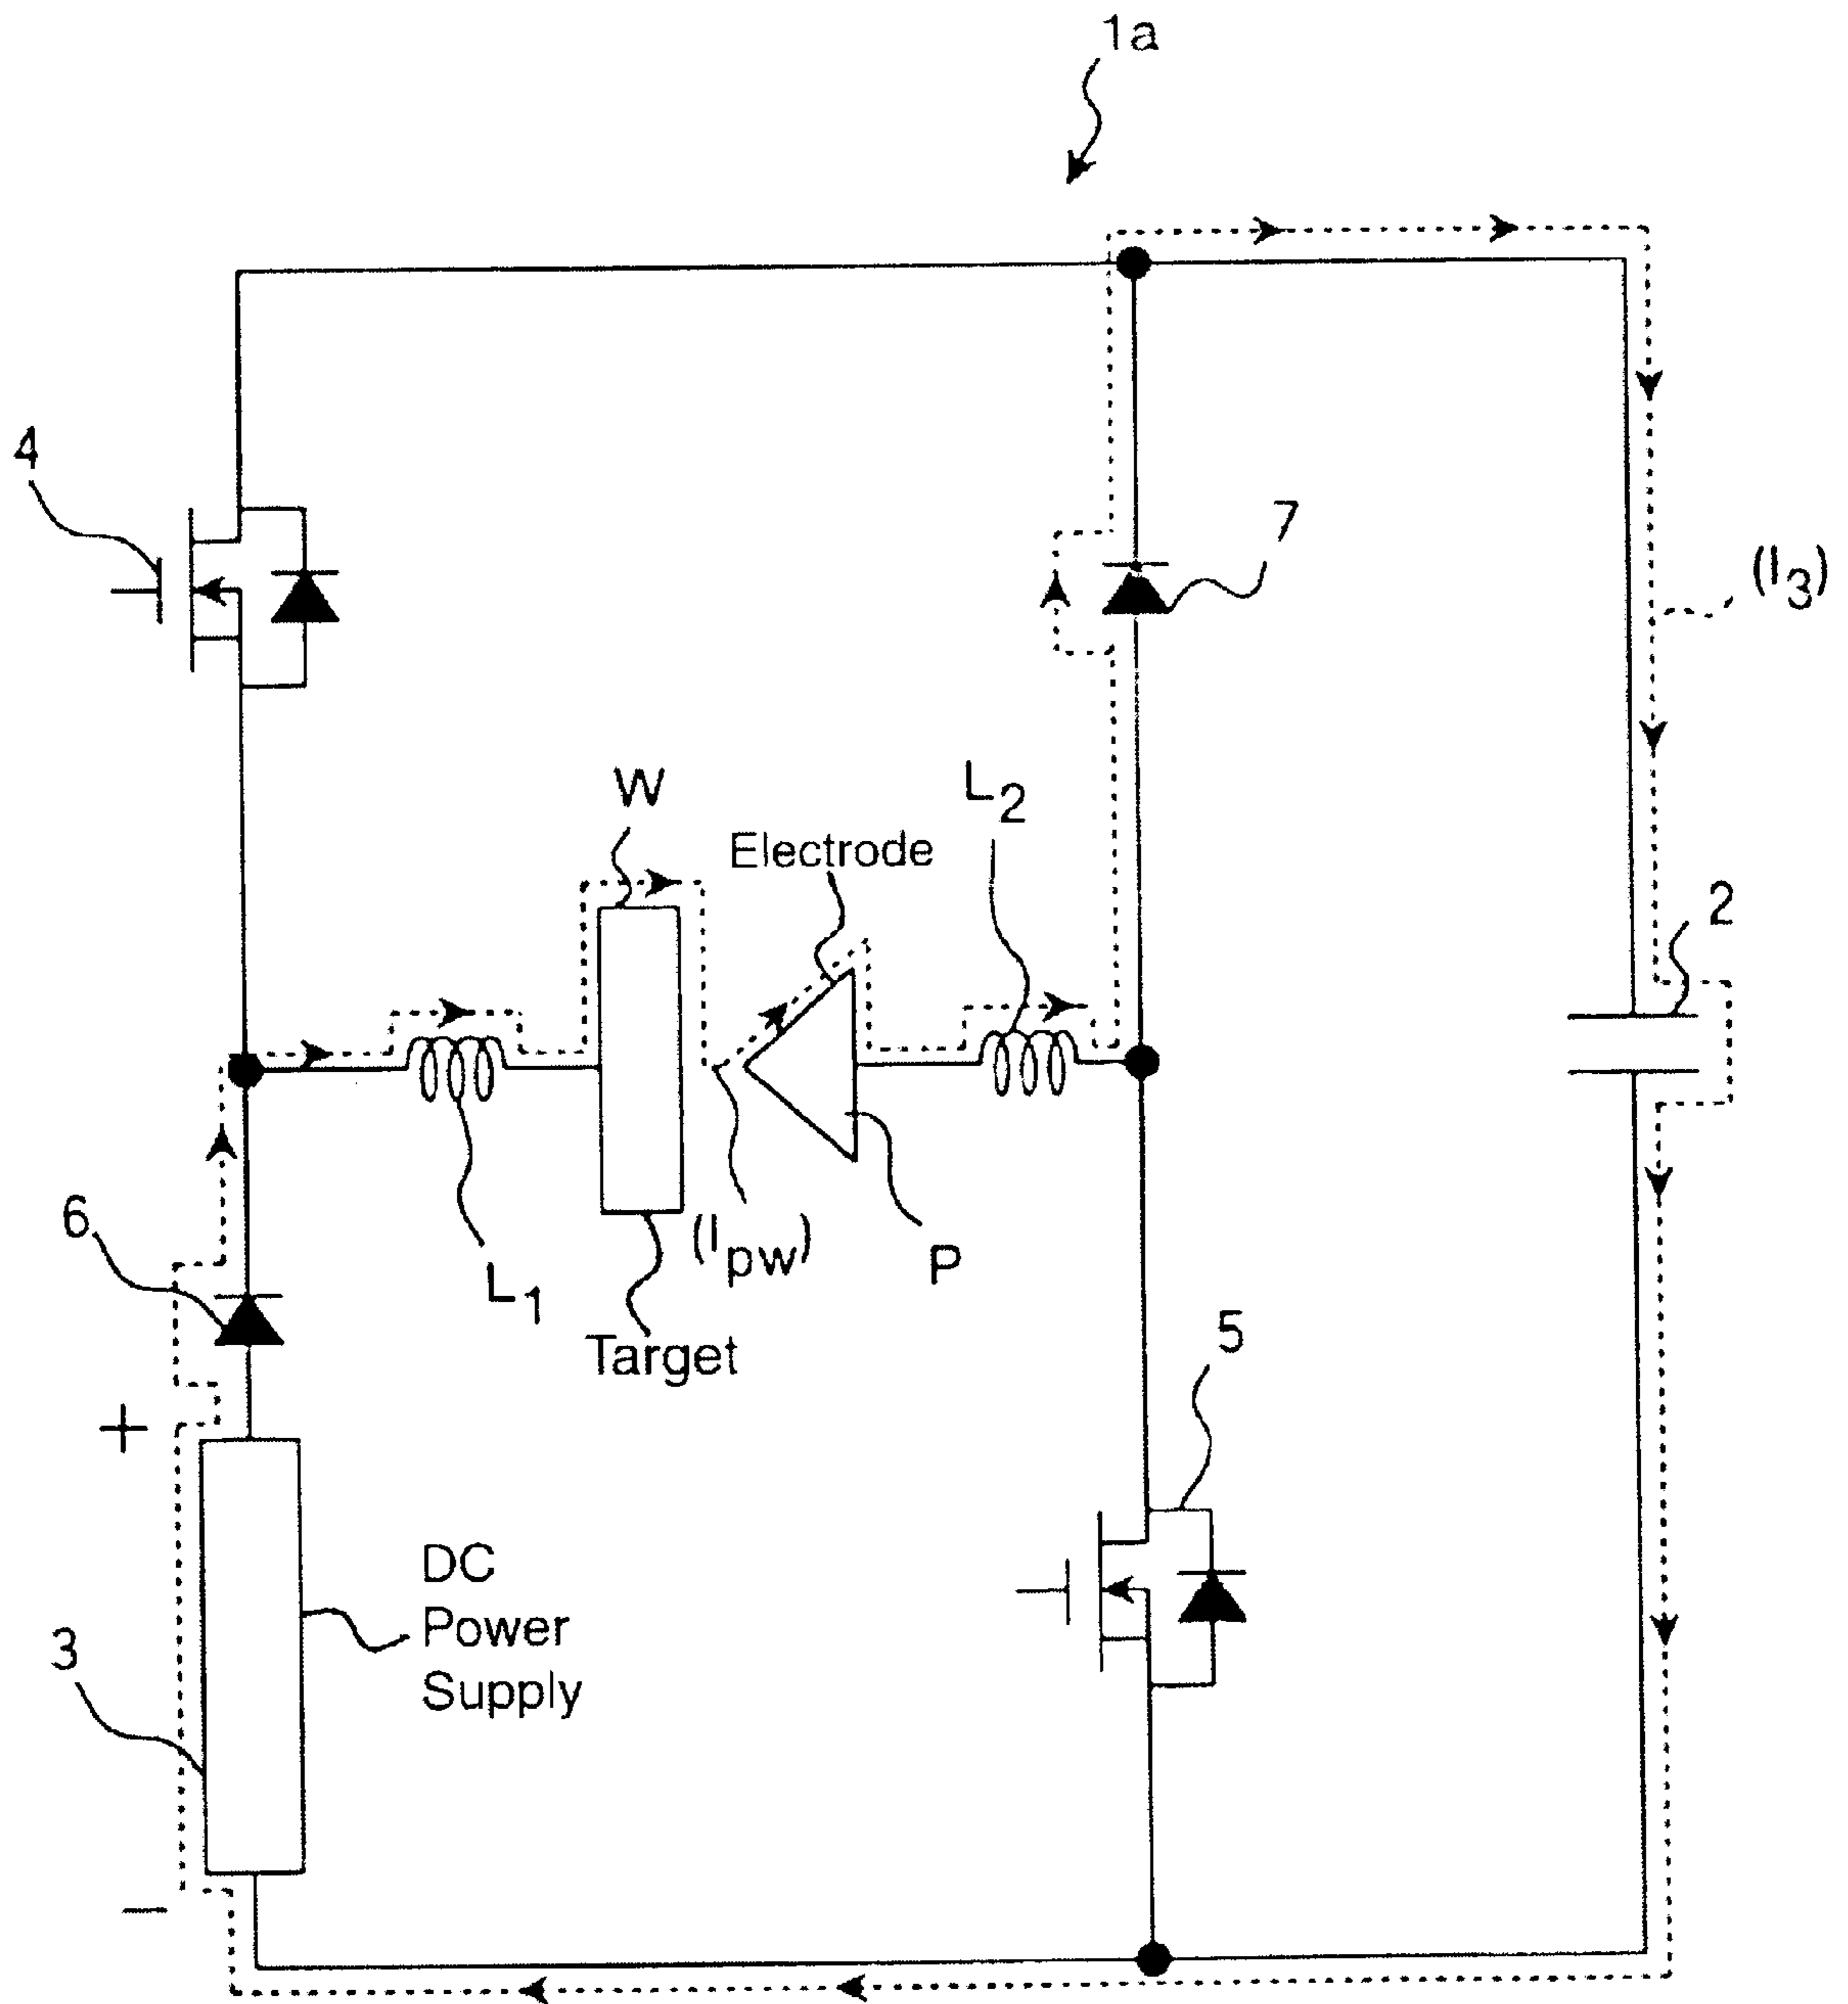 1a
4
7
(I3)
W
L2
Electrode
2
6
L1
(Ipw)
P
Target
5
+
DC
Power
Supply
3
−